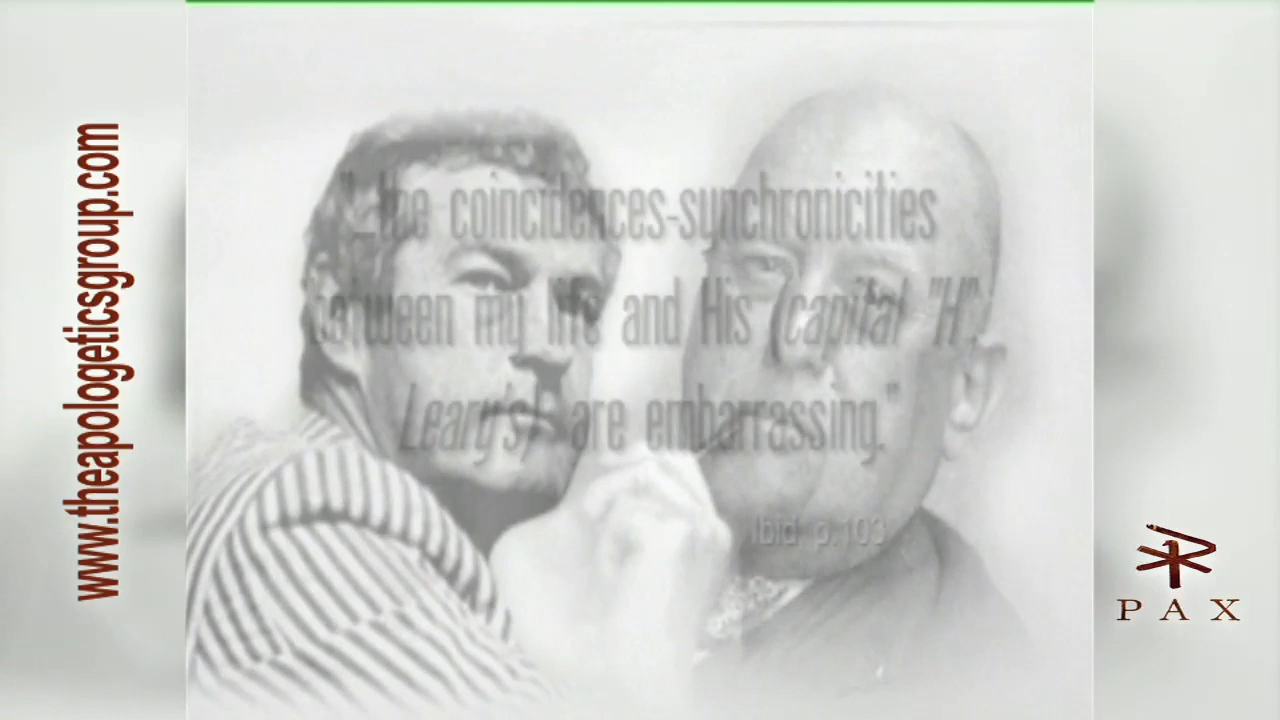 www.theapologeticsgroup.com
"...the coincidences-synchronicities
between my life and His (capital "H",
Leary's) are embarrassing."
Ibid. p.103
PAX